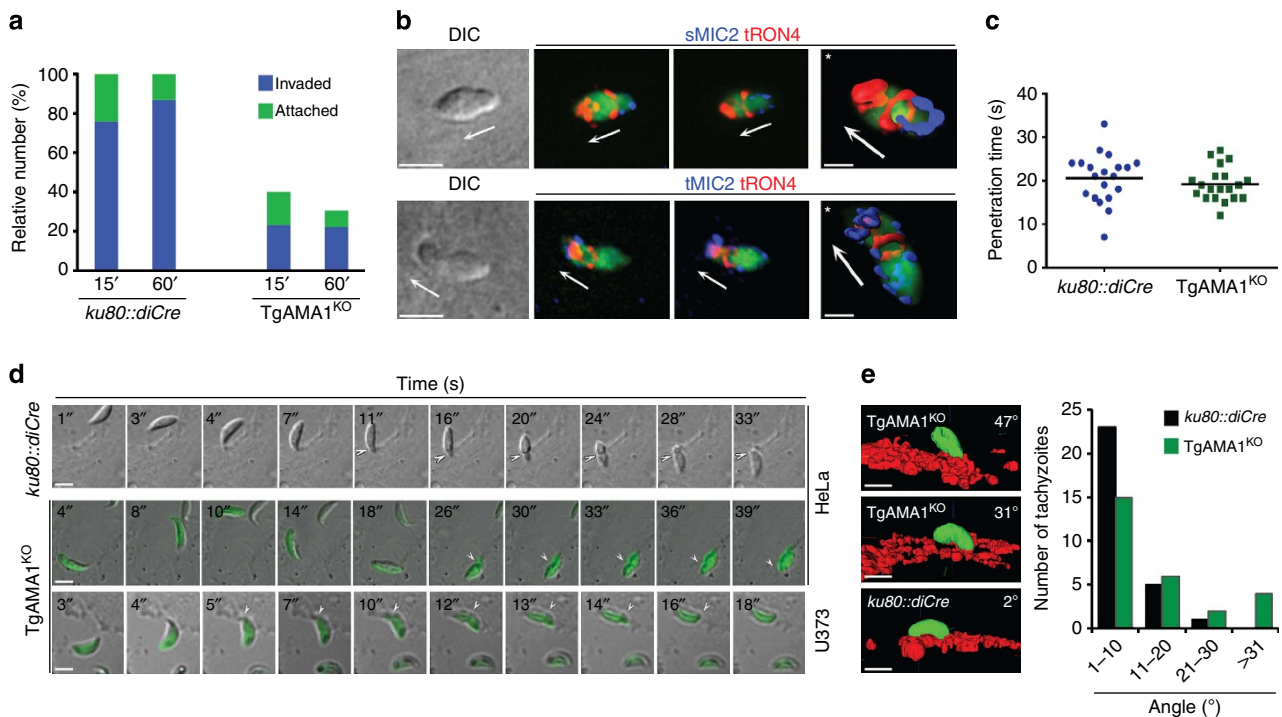 a
Relative number (%)
100
80
60
40
20
0
Invaded
Attached
15′ 60′ 15′ 60′
ku80::diCre TgAMA1KO
b
DIC sMIC2 tRON4
*
DIC tMIC2 tRON4
*
c
Penetration time (s)
40
30
20
10
0
ku80::diCre TgAMA1KO
d
Time (s)
ku80::diCre
1″ 3″ 4″ 7″ 11″ 16″ 20″ 24″ 28″ 33″
HeLa
TgAMA1KO
4″ 8″ 10″ 14″ 18″ 26″ 30″ 33″ 36″ 39″
3″ 4″ 5″ 7″ 10″ 12″ 13″ 14″ 16″ 18″
U373
e
TgAMA1KO 47°
TgAMA1KO 31°
ku80::diCre 2°
Number of tachyzoites
25
20
15
10
5
0
ku80::diCre
TgAMA1KO
1–10 11–20 21–30 >31
Angle (°)